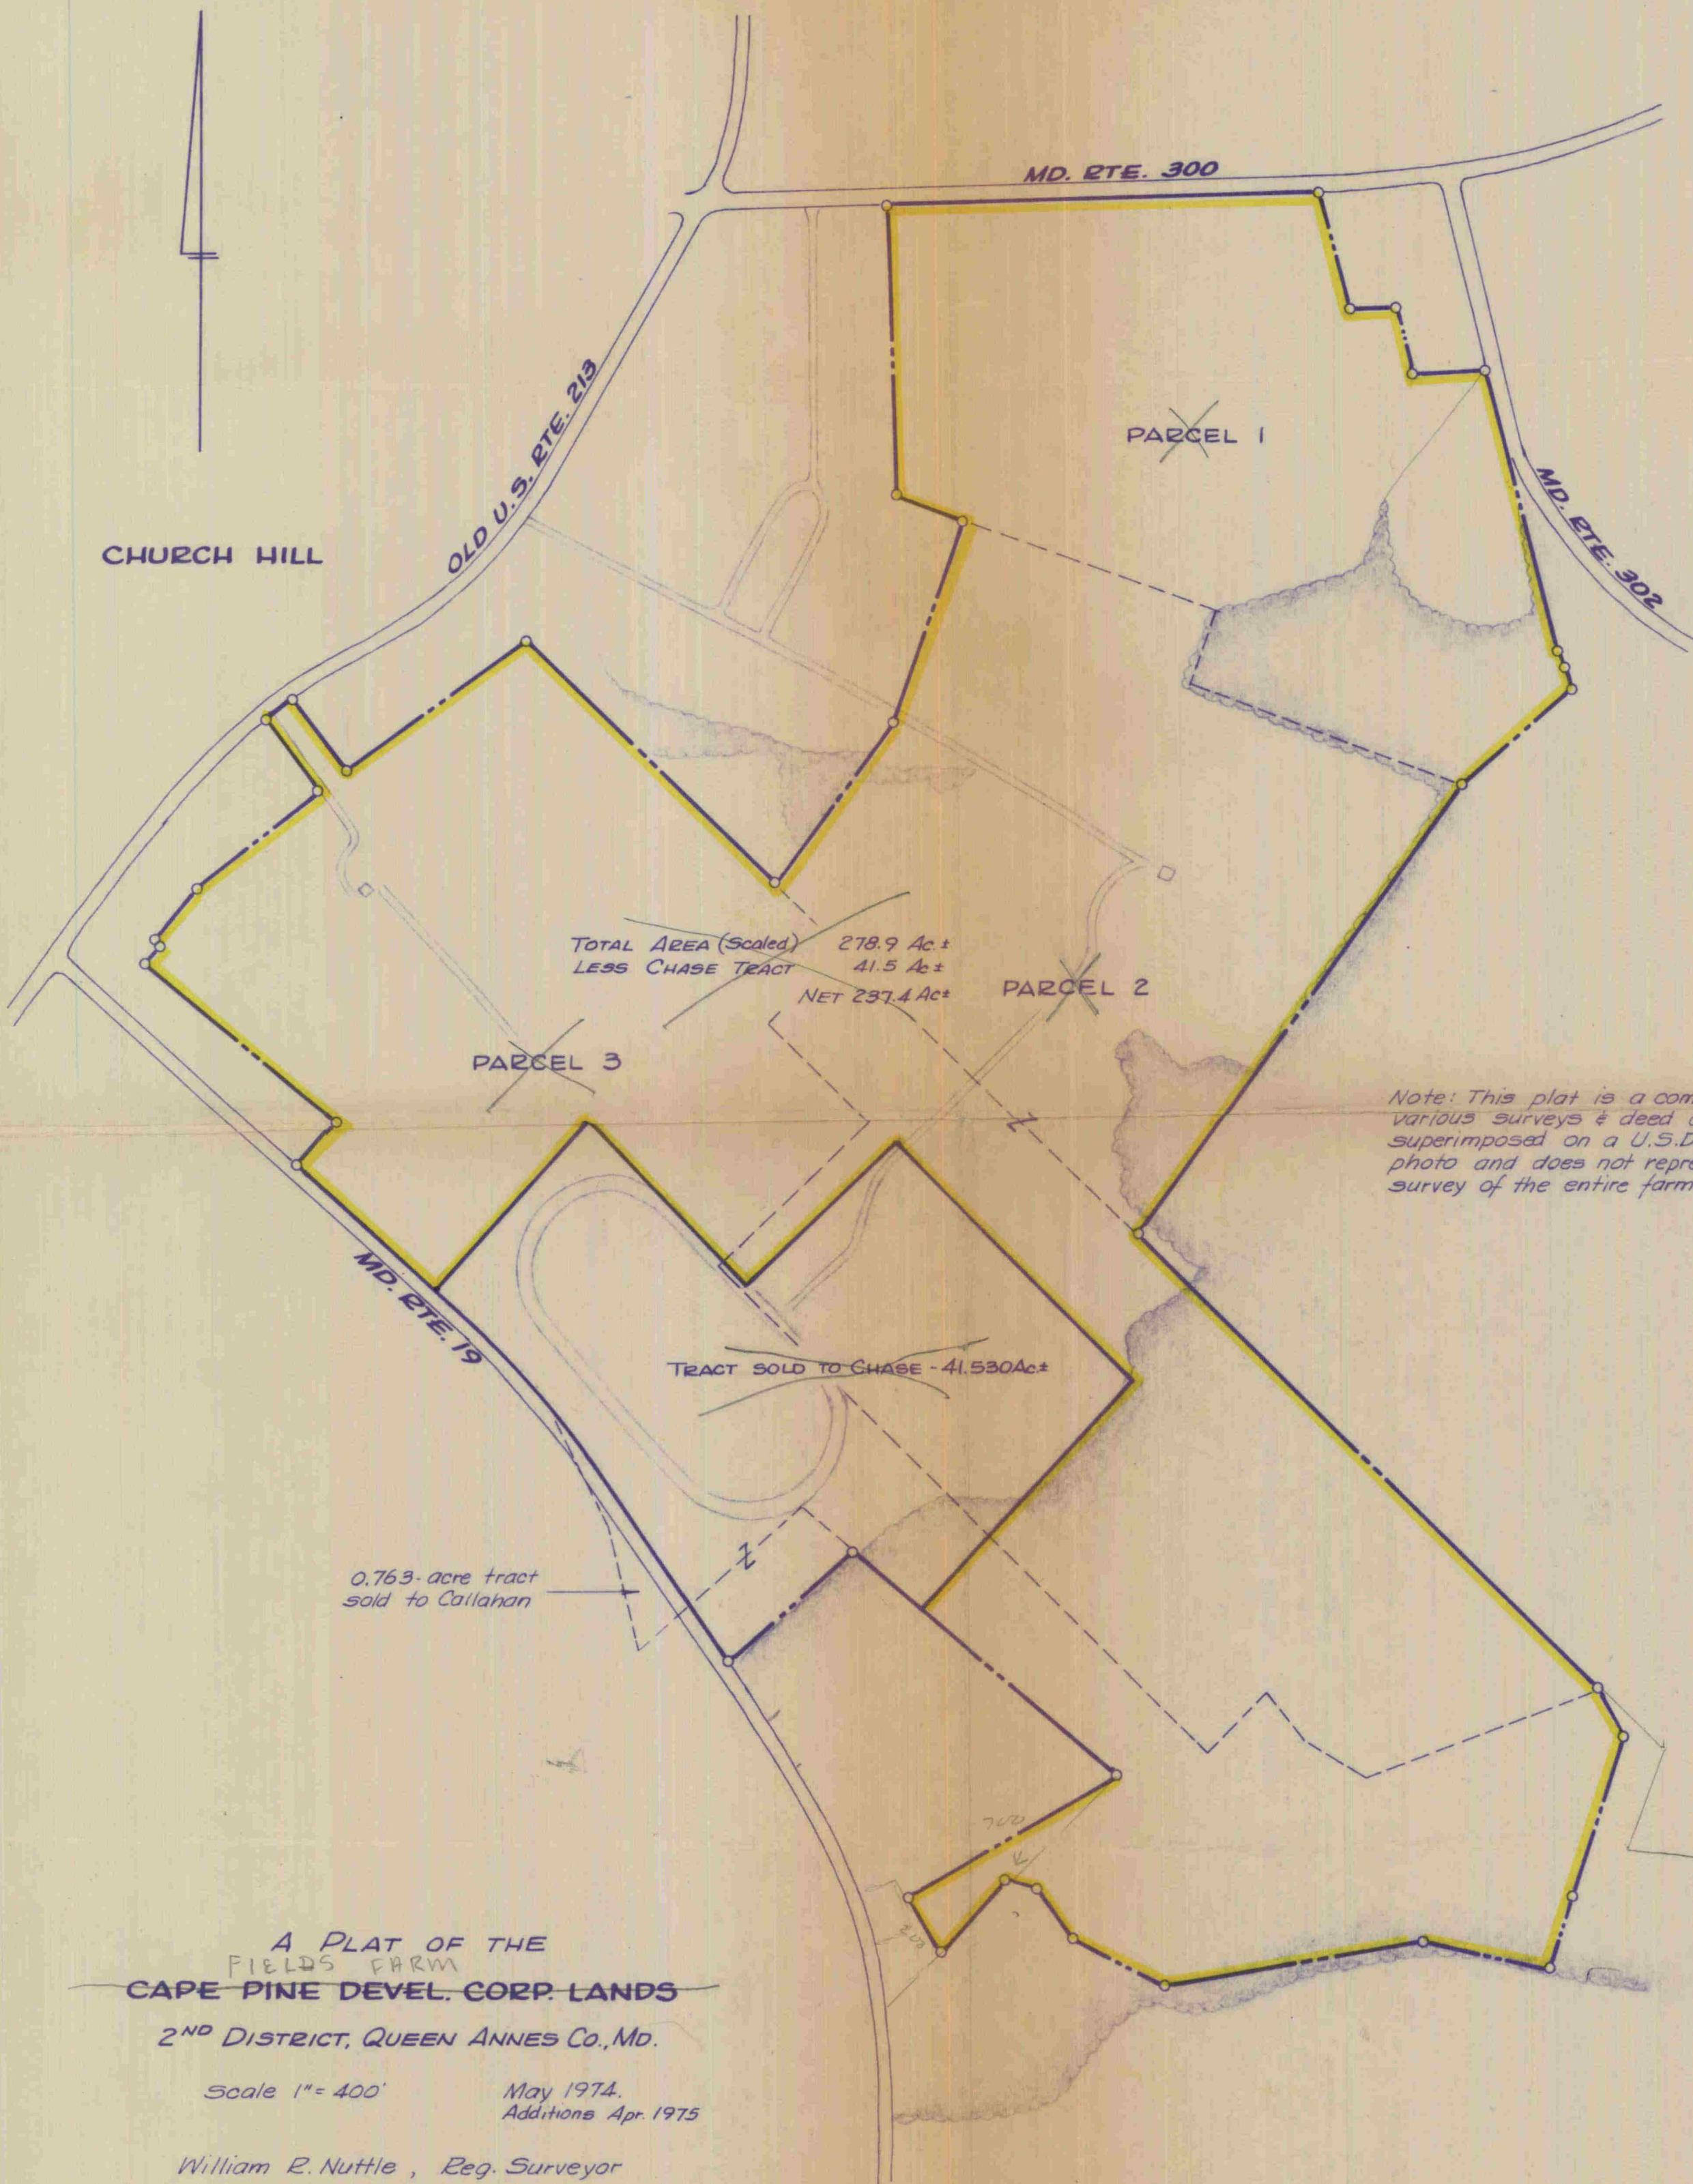 MD. RTE. 300
OLD U.S. RTE. 213
PARCEL 1
MD. RTE. 302
CHURCH HILL
TOTAL AREA (Scaled) 278.9 Ac.±
LESS CHASE TRACT 41.5 Ac±
NET 237.4 Ac±
PARCEL 2
PARCEL 3
Note: This plat is a com
various surveys & deed
superimposed on a U.S.D
photo and does not repr
survey of the entire farm
MD. RTE. 19
TRACT SOLD TO CHASE - 41.530 Ac.±
0.763-acre tract
sold to Callahan
700
200
A PLAT OF THE
FIELDS FARM
CAPE PINE DEVEL. CORP. LANDS
2ND DISTRICT, QUEEN ANNES CO., MD.
Scale 1" = 400'
May 1974.
Additions Apr. 1975
William R. Nuttle, Reg. Surveyor